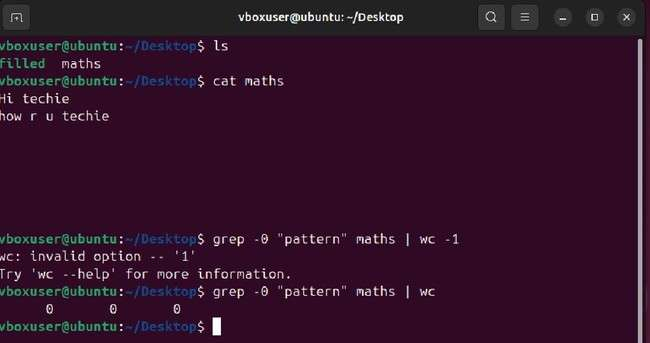 vboxuser@ubuntu: ~/Desktop
vboxuser@ubuntu:~/Desktop$ ls
filled  maths
vboxuser@ubuntu:~/Desktop$ cat maths
Hi techie
how r u techie
vboxuser@ubuntu:~/Desktop$ grep -0 "pattern" maths | wc -1
wc: invalid option -- '1'
Try 'wc --help' for more information.
vboxuser@ubuntu:~/Desktop$ grep -0 "pattern" maths | wc
      0       0       0
vboxuser@ubuntu:~/Desktop$